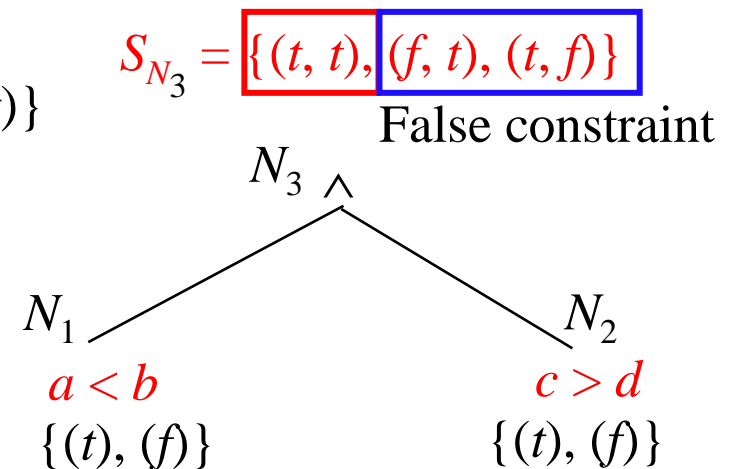 S_{N_3} = {(t, t), (f, t), (t, f)}
)}
False constraint
N_3 ^
N_1
N_2
a < b
c > d
{(t), (f)}
{(t), (f)}